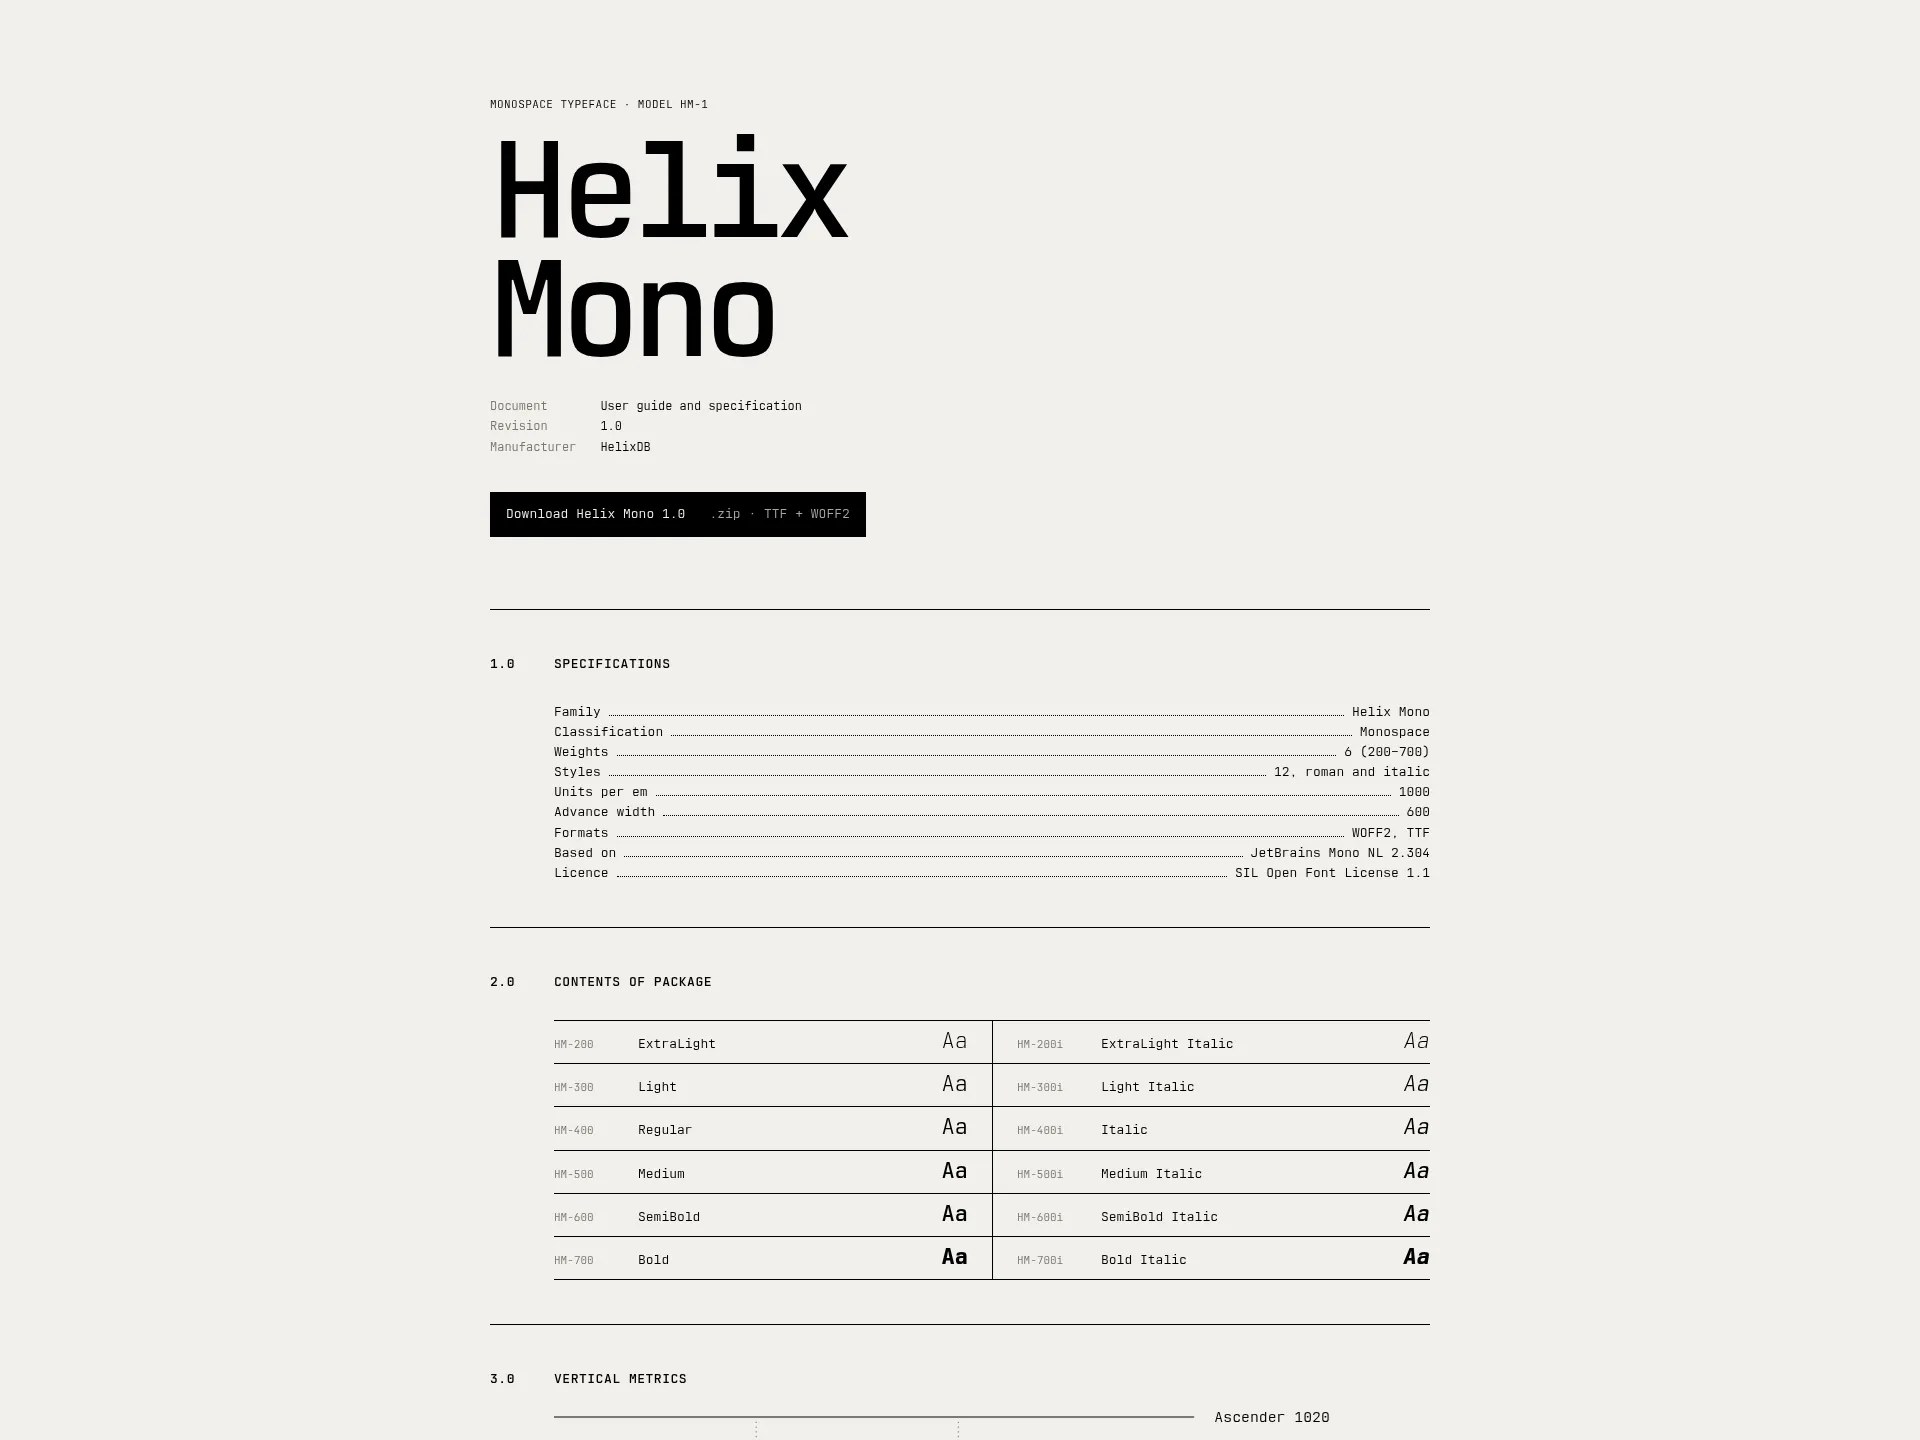 MONOSPACE TYPEFACE · MODEL HM-1
Helix
Mono
Document User guide and specification
Revision 1.0
Manufacturer HelixDB
Download Helix Mono 1.0 .zip · TTF + WOFF2
1.0 SPECIFICATIONS
Family Helix Mono
Classification Monospace
Weights 6 (200–700)
Styles 12, roman and italic
Units per em 1000
Advance width 600
Formats WOFF2, TTF
Based on JetBrains Mono NL 2.304
Licence SIL Open Font License 1.1
2.0 CONTENTS OF PACKAGE
HM-200 ExtraLight Aa HM-200i ExtraLight Italic Aa
HM-300 Light Aa HM-300i Light Italic Aa
HM-400 Regular Aa HM-400i Italic Aa
HM-500 Medium Aa HM-500i Medium Italic Aa
HM-600 SemiBold Aa HM-600i SemiBold Italic Aa
HM-700 Bold Aa HM-700i Bold Italic Aa
3.0 VERTICAL METRICS
Ascender 1020